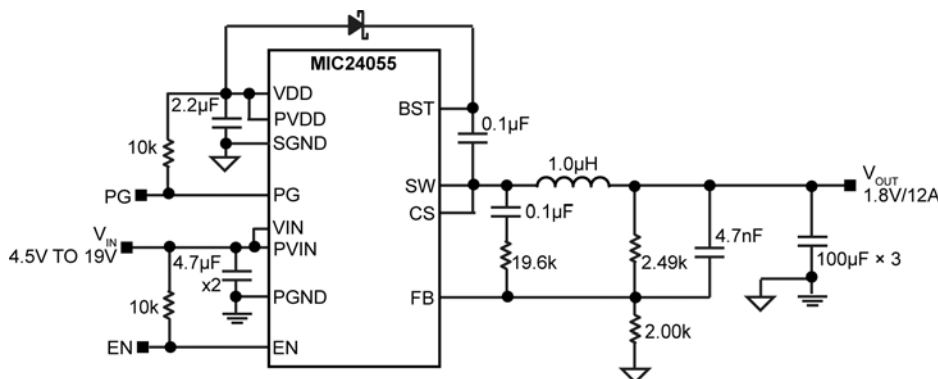 MIC24055
VDD
PVDD
SGND
PG
VIN
PVIN
PGND
EN
BST
SW
CS
FB
2.2µF
10k
PG
VIN
4.5V TO 19V
4.7µF
x2
10k
EN
0.1µF
1.0µH
0.1µF
19.6k
2.49k
4.7nF
2.00k
VOUT
1.8V/12A
100µF × 3